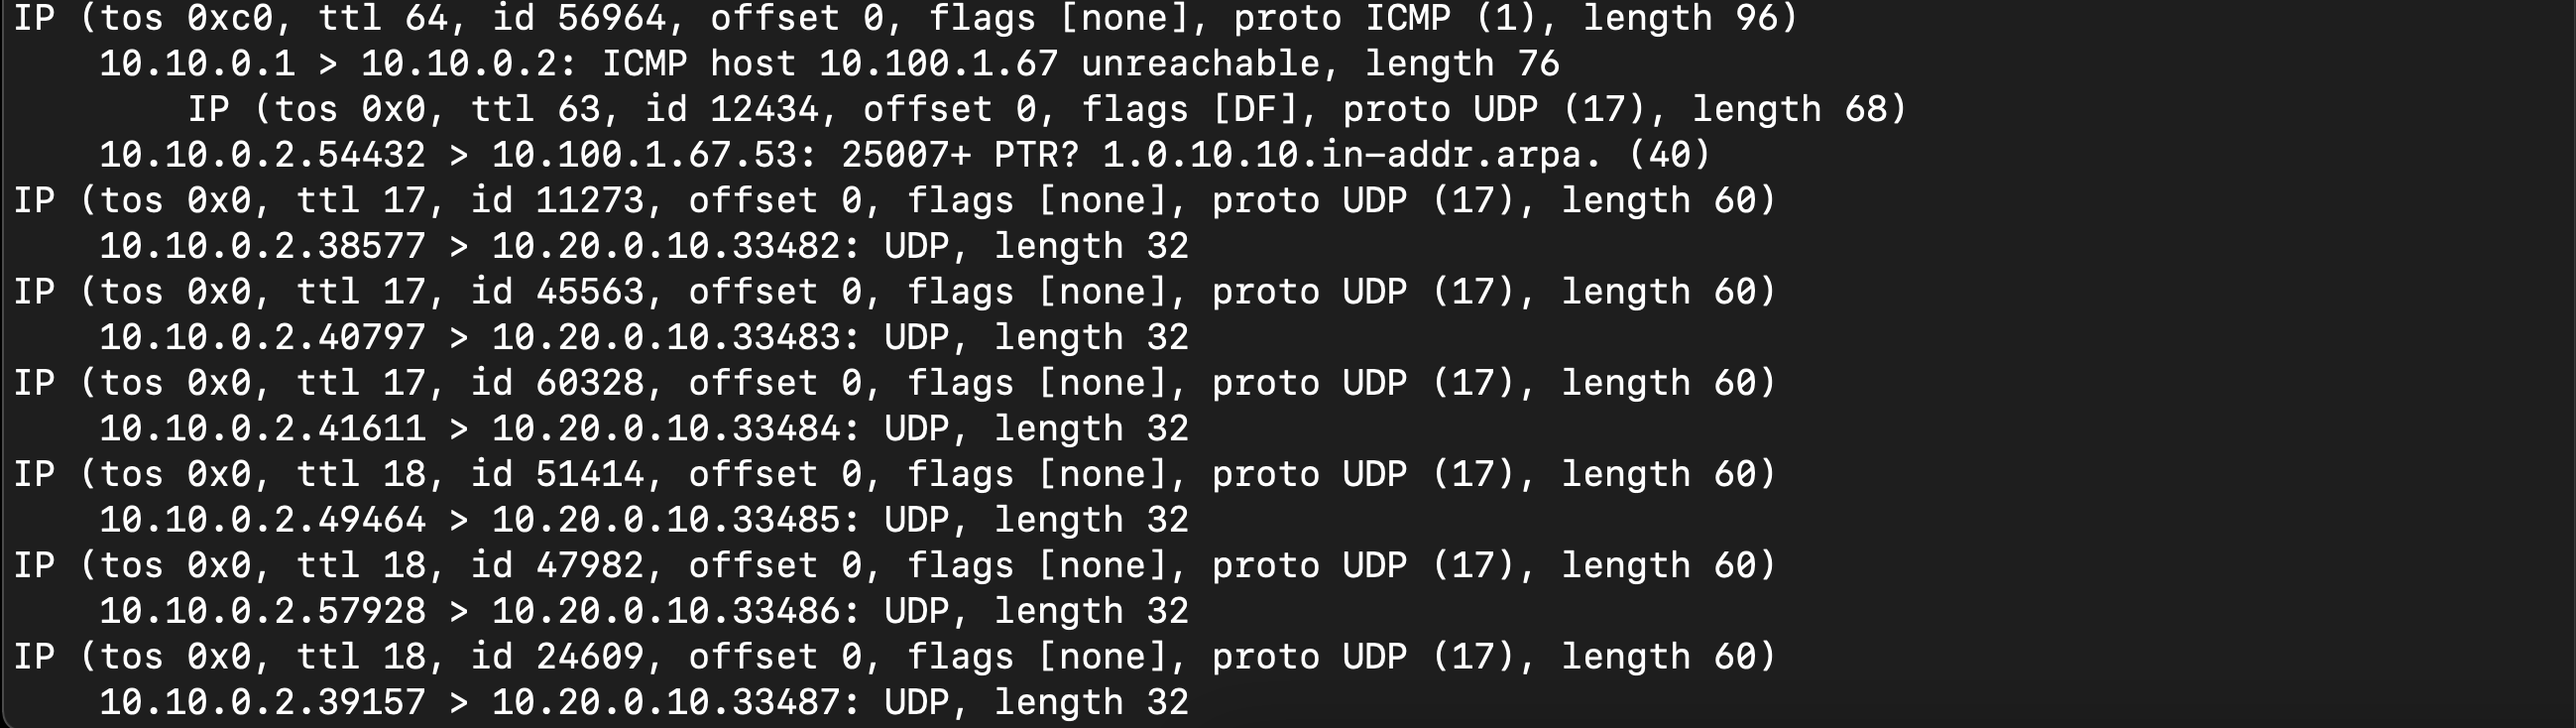 IP (tos 0xc0, ttl 64, id 56964, offset 0, flags [none], proto ICMP (1), length 96)
    10.10.0.1 > 10.10.0.2: ICMP host 10.100.1.67 unreachable, length 76
        IP (tos 0x0, ttl 63, id 12434, offset 0, flags [DF], proto UDP (17), length 68)
    10.10.0.2.54432 > 10.100.1.67.53: 25007+ PTR? 1.0.10.10.in-addr.arpa. (40)
IP (tos 0x0, ttl 17, id 11273, offset 0, flags [none], proto UDP (17), length 60)
    10.10.0.2.38577 > 10.20.0.10.33482: UDP, length 32
IP (tos 0x0, ttl 17, id 45563, offset 0, flags [none], proto UDP (17), length 60)
    10.10.0.2.40797 > 10.20.0.10.33483: UDP, length 32
IP (tos 0x0, ttl 17, id 60328, offset 0, flags [none], proto UDP (17), length 60)
    10.10.0.2.41611 > 10.20.0.10.33484: UDP, length 32
IP (tos 0x0, ttl 18, id 51414, offset 0, flags [none], proto UDP (17), length 60)
    10.10.0.2.49464 > 10.20.0.10.33485: UDP, length 32
IP (tos 0x0, ttl 18, id 47982, offset 0, flags [none], proto UDP (17), length 60)
    10.10.0.2.57928 > 10.20.0.10.33486: UDP, length 32
IP (tos 0x0, ttl 18, id 24609, offset 0, flags [none], proto UDP (17), length 60)
    10.10.0.2.39157 > 10.20.0.10.33487: UDP, length 32